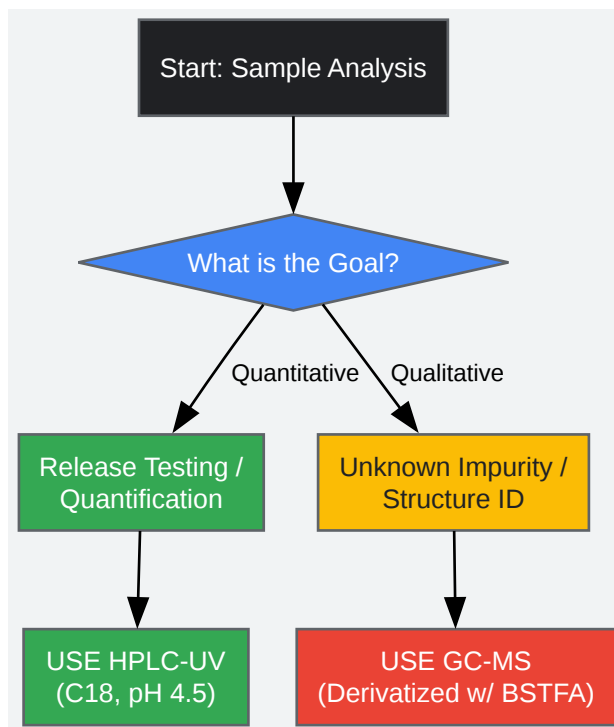 Start: Sample Analysis
What is the Goal?
Quantitative
Qualitative
Release Testing /
Quantification
Unknown Impurity /
Structure ID
USE HPLC-UV
(C18, pH 4.5)
USE GC-MS
(Derivatized w/ BSTFA)